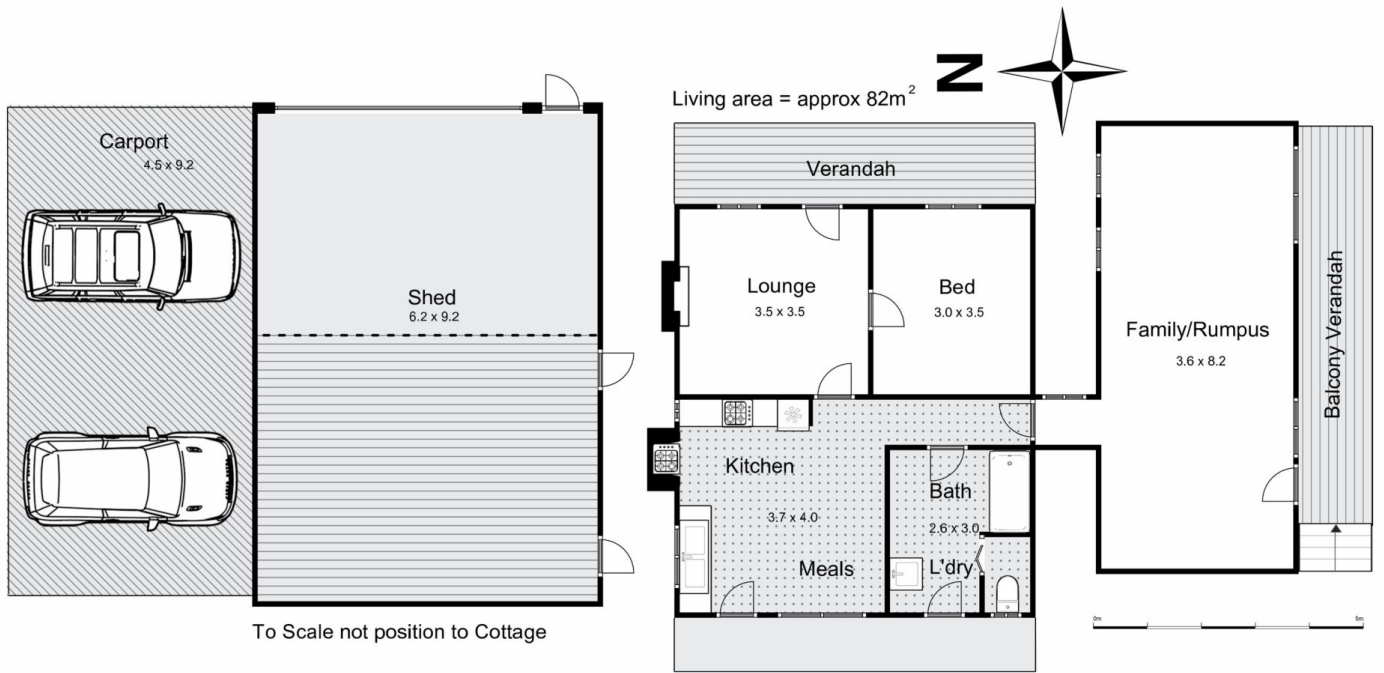 N
Living area = approx 82m²
Carport
4.5 x 9.2
Shed
6.2 x 9.2
To Scale not position to Cottage
Verandah
Lounge
3.5 x 3.5
Bed
3.0 x 3.5
Kitchen
3.7 x 4.0
Meals
Bath
2.6 x 3.0
L'dry
Family/Rumpus
3.6 x 8.2
Balcony Verandah
0m
5m